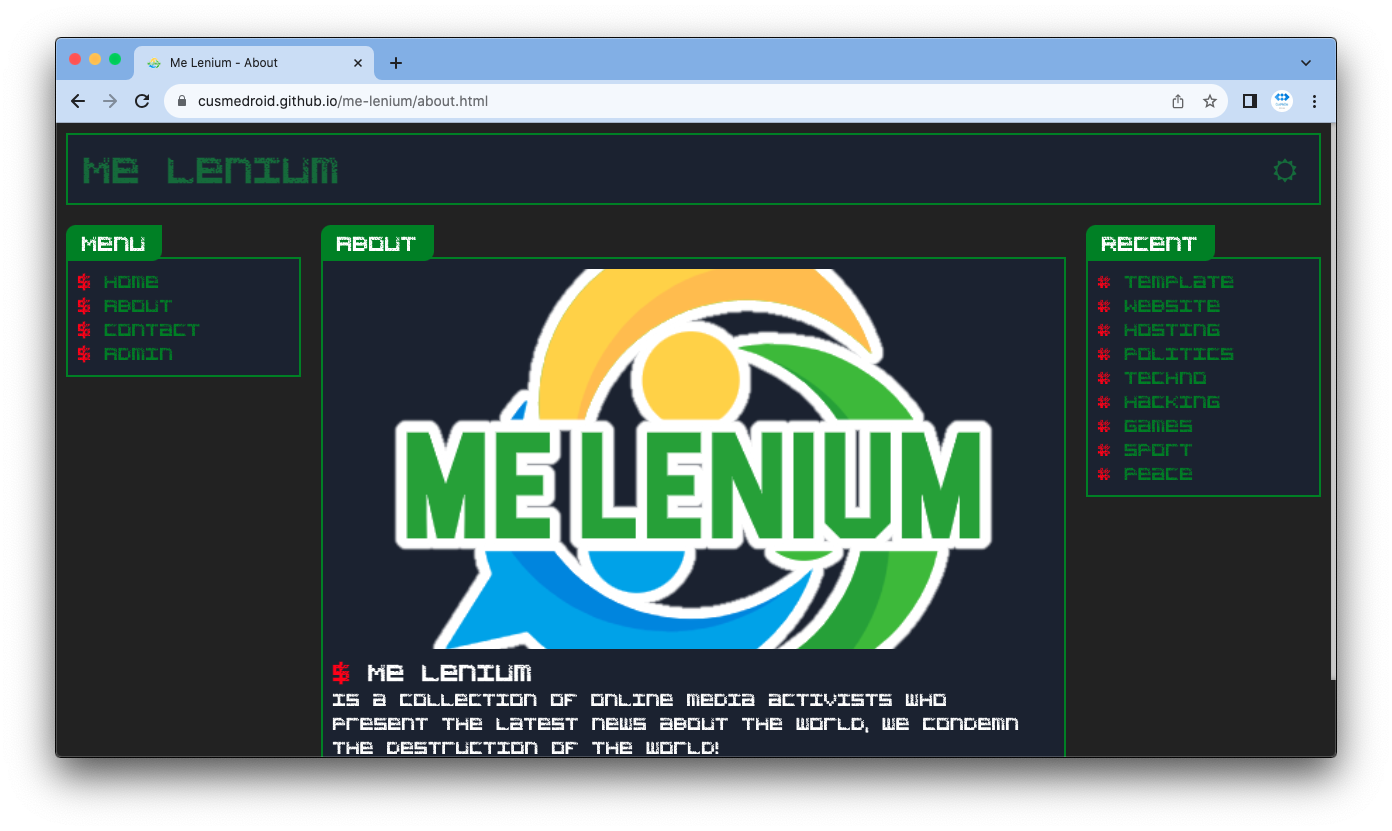 Me Lenium - About
cusmedroid.github.io/me-lenium/about.html
Me Lenium
Menu
$ Home
$ About
$ Contact
$ Admin
About
ME LENIUM
$ Me Lenium
is a collection of online media activists who
present the latest news about the world, we condemn
the destruction of the world!
Recent
# Template
# Website
# Hosting
# Politics
# Techno
# Hacking
# Games
# Sport
# Peace